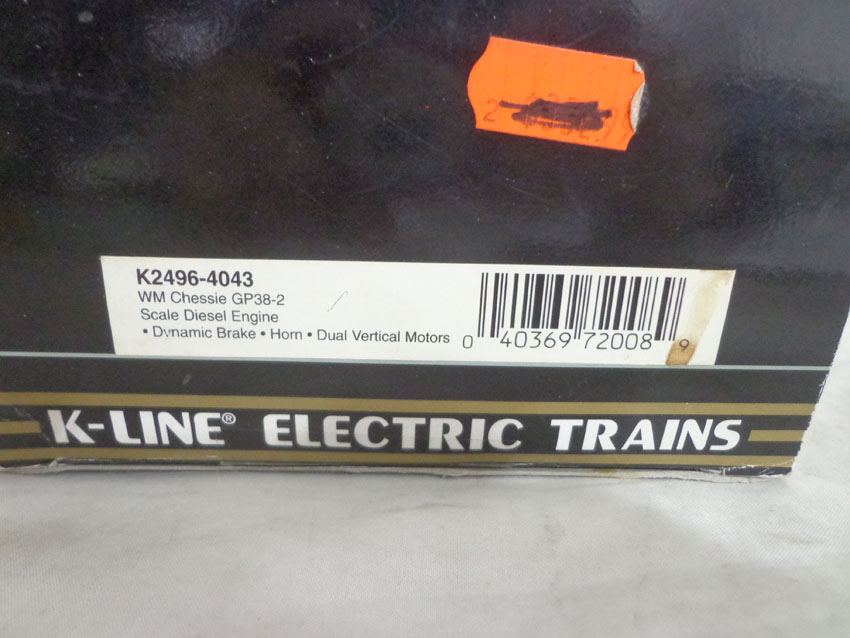 K2496-4043
WM Chessie GP38-2
Scale Diesel Engine
• Dynamic Brake • Horn • Dual Vertical Motors
0 40369 72008 9
K-LINE® ELECTRIC TRAINS